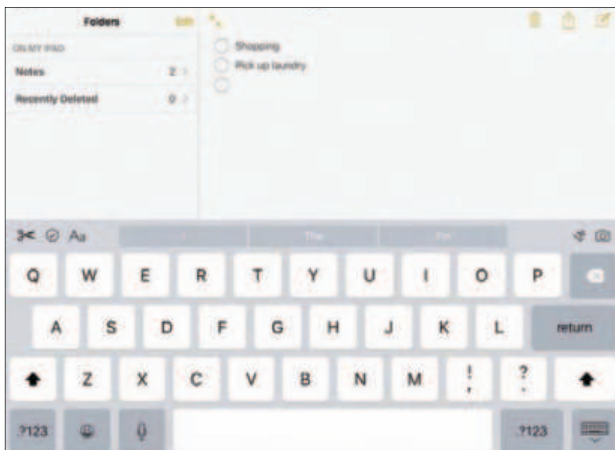 Folders Edit
ON MY IPAD
Notes 2 >
Recently Deleted 0 >
Shopping
Pick up laundry
Aa The
Q W E R T Y U I O P
A S D F G H J K L return
Z X C V B N M ! , ? .
.?123 .?123